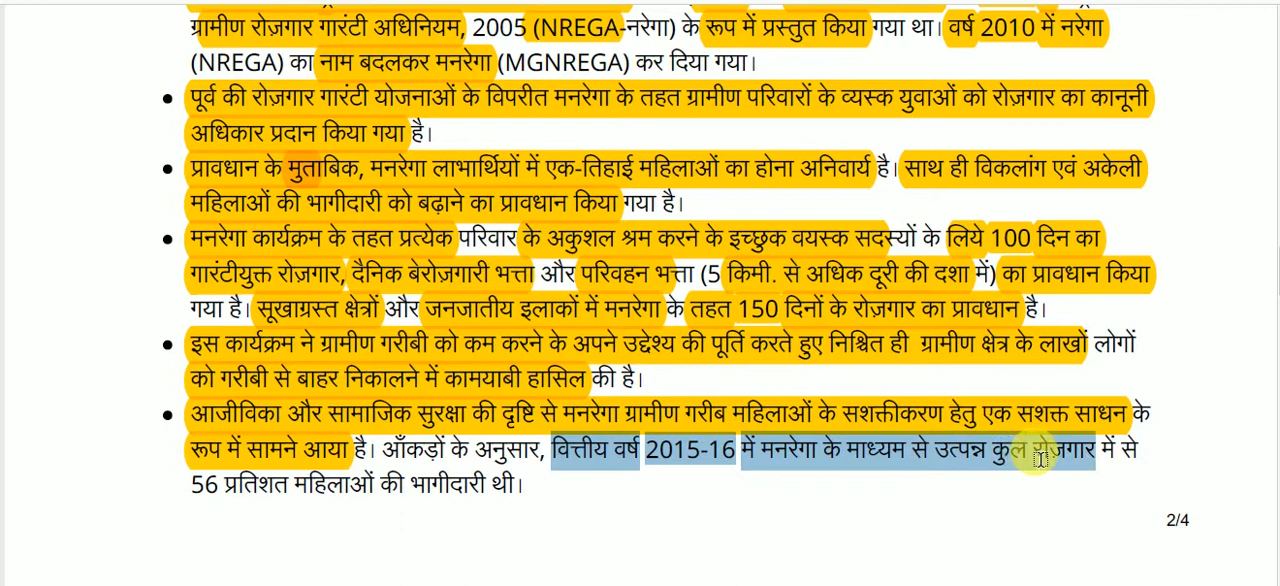 ग्रामीण रोज़गार गारंटी अधिनियम, 2005 (NREGA-नरेगा) के रूप में प्रस्तुत किया गया था। वर्ष 2010 में नरेगा
(NREGA) का नाम बदलकर मनरेगा (MGNREGA) कर दिया गया।
• पूर्व की रोज़गार गारंटी योजनाओं के विपरीत मनरेगा के तहत ग्रामीण परिवारों के व्यस्क युवाओं को रोज़गार का कानूनी
अधिकार प्रदान किया गया है।
• प्रावधान के मुताबिक, मनरेगा लाभार्थियों में एक-तिहाई महिलाओं का होना अनिवार्य है। साथ ही विकलांग एवं अकेली
महिलाओं की भागीदारी को बढ़ाने का प्रावधान किया गया है।
• मनरेगा कार्यक्रम के तहत प्रत्येक परिवार के अकुशल श्रम करने के इच्छुक वयस्क सदस्यों के लिये 100 दिन का
गारंटीयुक्त रोज़गार, दैनिक बेरोज़गारी भत्ता और परिवहन भत्ता (5 किमी. से अधिक दूरी की दशा में) का प्रावधान किया
गया है। सूखाग्रस्त क्षेत्रों और जनजातीय इलाकों में मनरेगा के तहत 150 दिनों के रोज़गार का प्रावधान है।
• इस कार्यक्रम ने ग्रामीण गरीबी को कम करने के अपने उद्देश्य की पूर्ति करते हुए निश्चित ही ग्रामीण क्षेत्र के लाखों लोगों
को गरीबी से बाहर निकालने में कामयाबी हासिल की है।
• आजीविका और सामाजिक सुरक्षा की दृष्टि से मनरेगा ग्रामीण गरीब महिलाओं के सशक्तीकरण हेतु एक सशक्त साधन के
रूप में सामने आया है। आँकड़ों के अनुसार, वित्तीय वर्ष 2015-16 में मनरेगा के माध्यम से उत्पन्न कुल रोज़गार में से
56 प्रतिशत महिलाओं की भागीदारी थी।
2/4